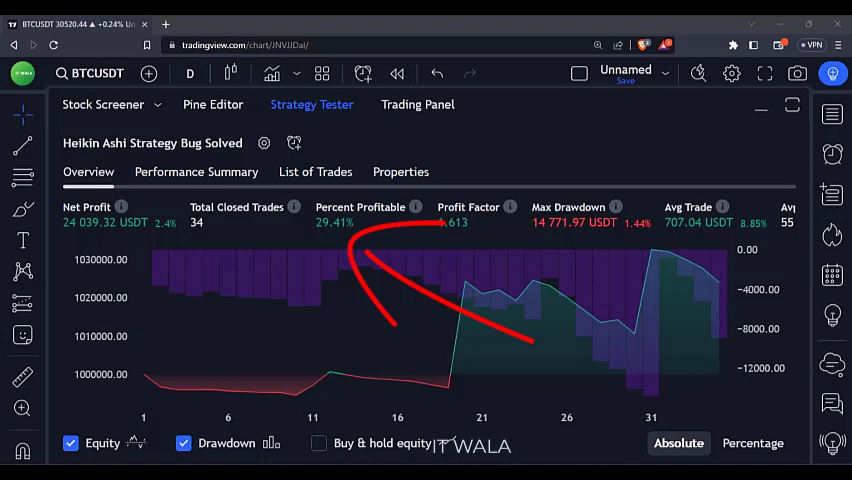 BTCUSDT 30520.44 ▲ +0.24% Un
tradingview.com/chart/JNVJJDal/
VPN
IT WALA
BTCUSDT
D
Unnamed
Save
Stock Screener
Pine Editor
Strategy Tester
Trading Panel
Heikin Ashi Strategy Bug Solved
Overview
Performance Summary
List of Trades
Properties
Net Profit
Total Closed Trades
Percent Profitable
Profit Factor
Max Drawdown
Avg Trade
Avg
24 039.32 USDT 2.4%
34
29.41%
1.613
14 771.97 USDT 1.44%
707.04 USDT 8.85%
55
1030000.00
1020000.00
1010000.00
1000000.00
0.00
−4000.00
−8000.00
−12000.00
1
6
11
16
21
26
31
Equity
Drawdown
Buy & hold equity
IT WALA
Absolute
Percentage